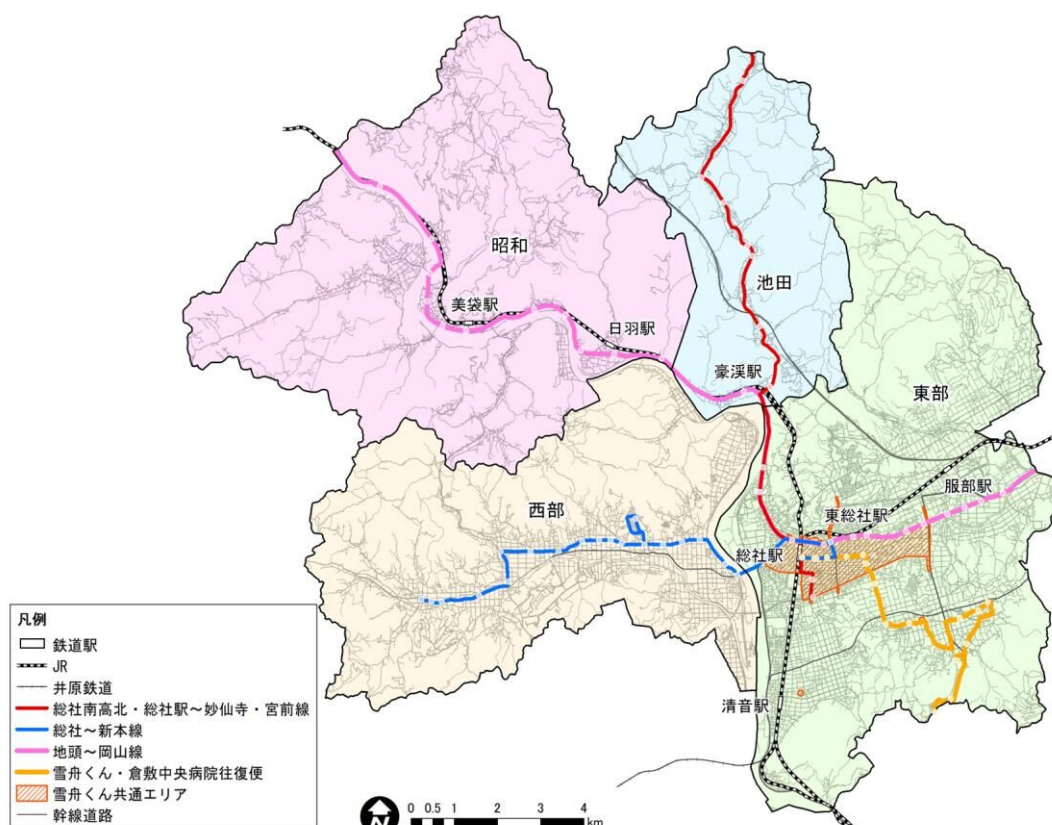 昭和
池田
美袋駅
日羽駅
豪渓駅
東部
服部駅
東総社駅
西部
総社駅
清音駅
凡例
鉄道駅
JR
井原鉄道
総社南高北・総社駅~妙仙寺・宮前線
総社~新本線
地頭~岡山線
雪舟くん・倉敷中央病院往復便
雪舟くん共通エリア
幹線道路
N
0 0.5 1 2 3 4
km